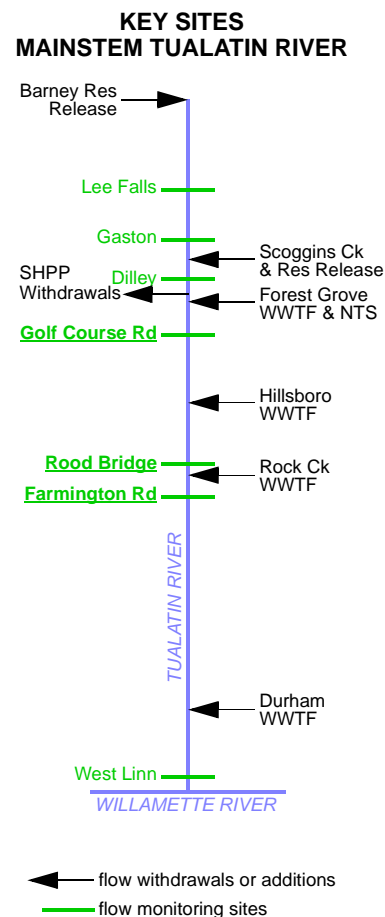 KEY SITES
MAINSTEM TUALATIN RIVER
Barney Res
Release
Lee Falls
Gaston
Scoggins Ck
& Res Release
SHPP
Withdrawals
Dilley
Forest Grove
WWTF & NTS
Golf Course Rd
Hillsboro
WWTF
Rood Bridge
Rock Ck
WWTF
Farmington Rd
TUALATIN RIVER
Durham
WWTF
West Linn
WILLAMETTE RIVER
flow withdrawals or additions
flow monitoring sites